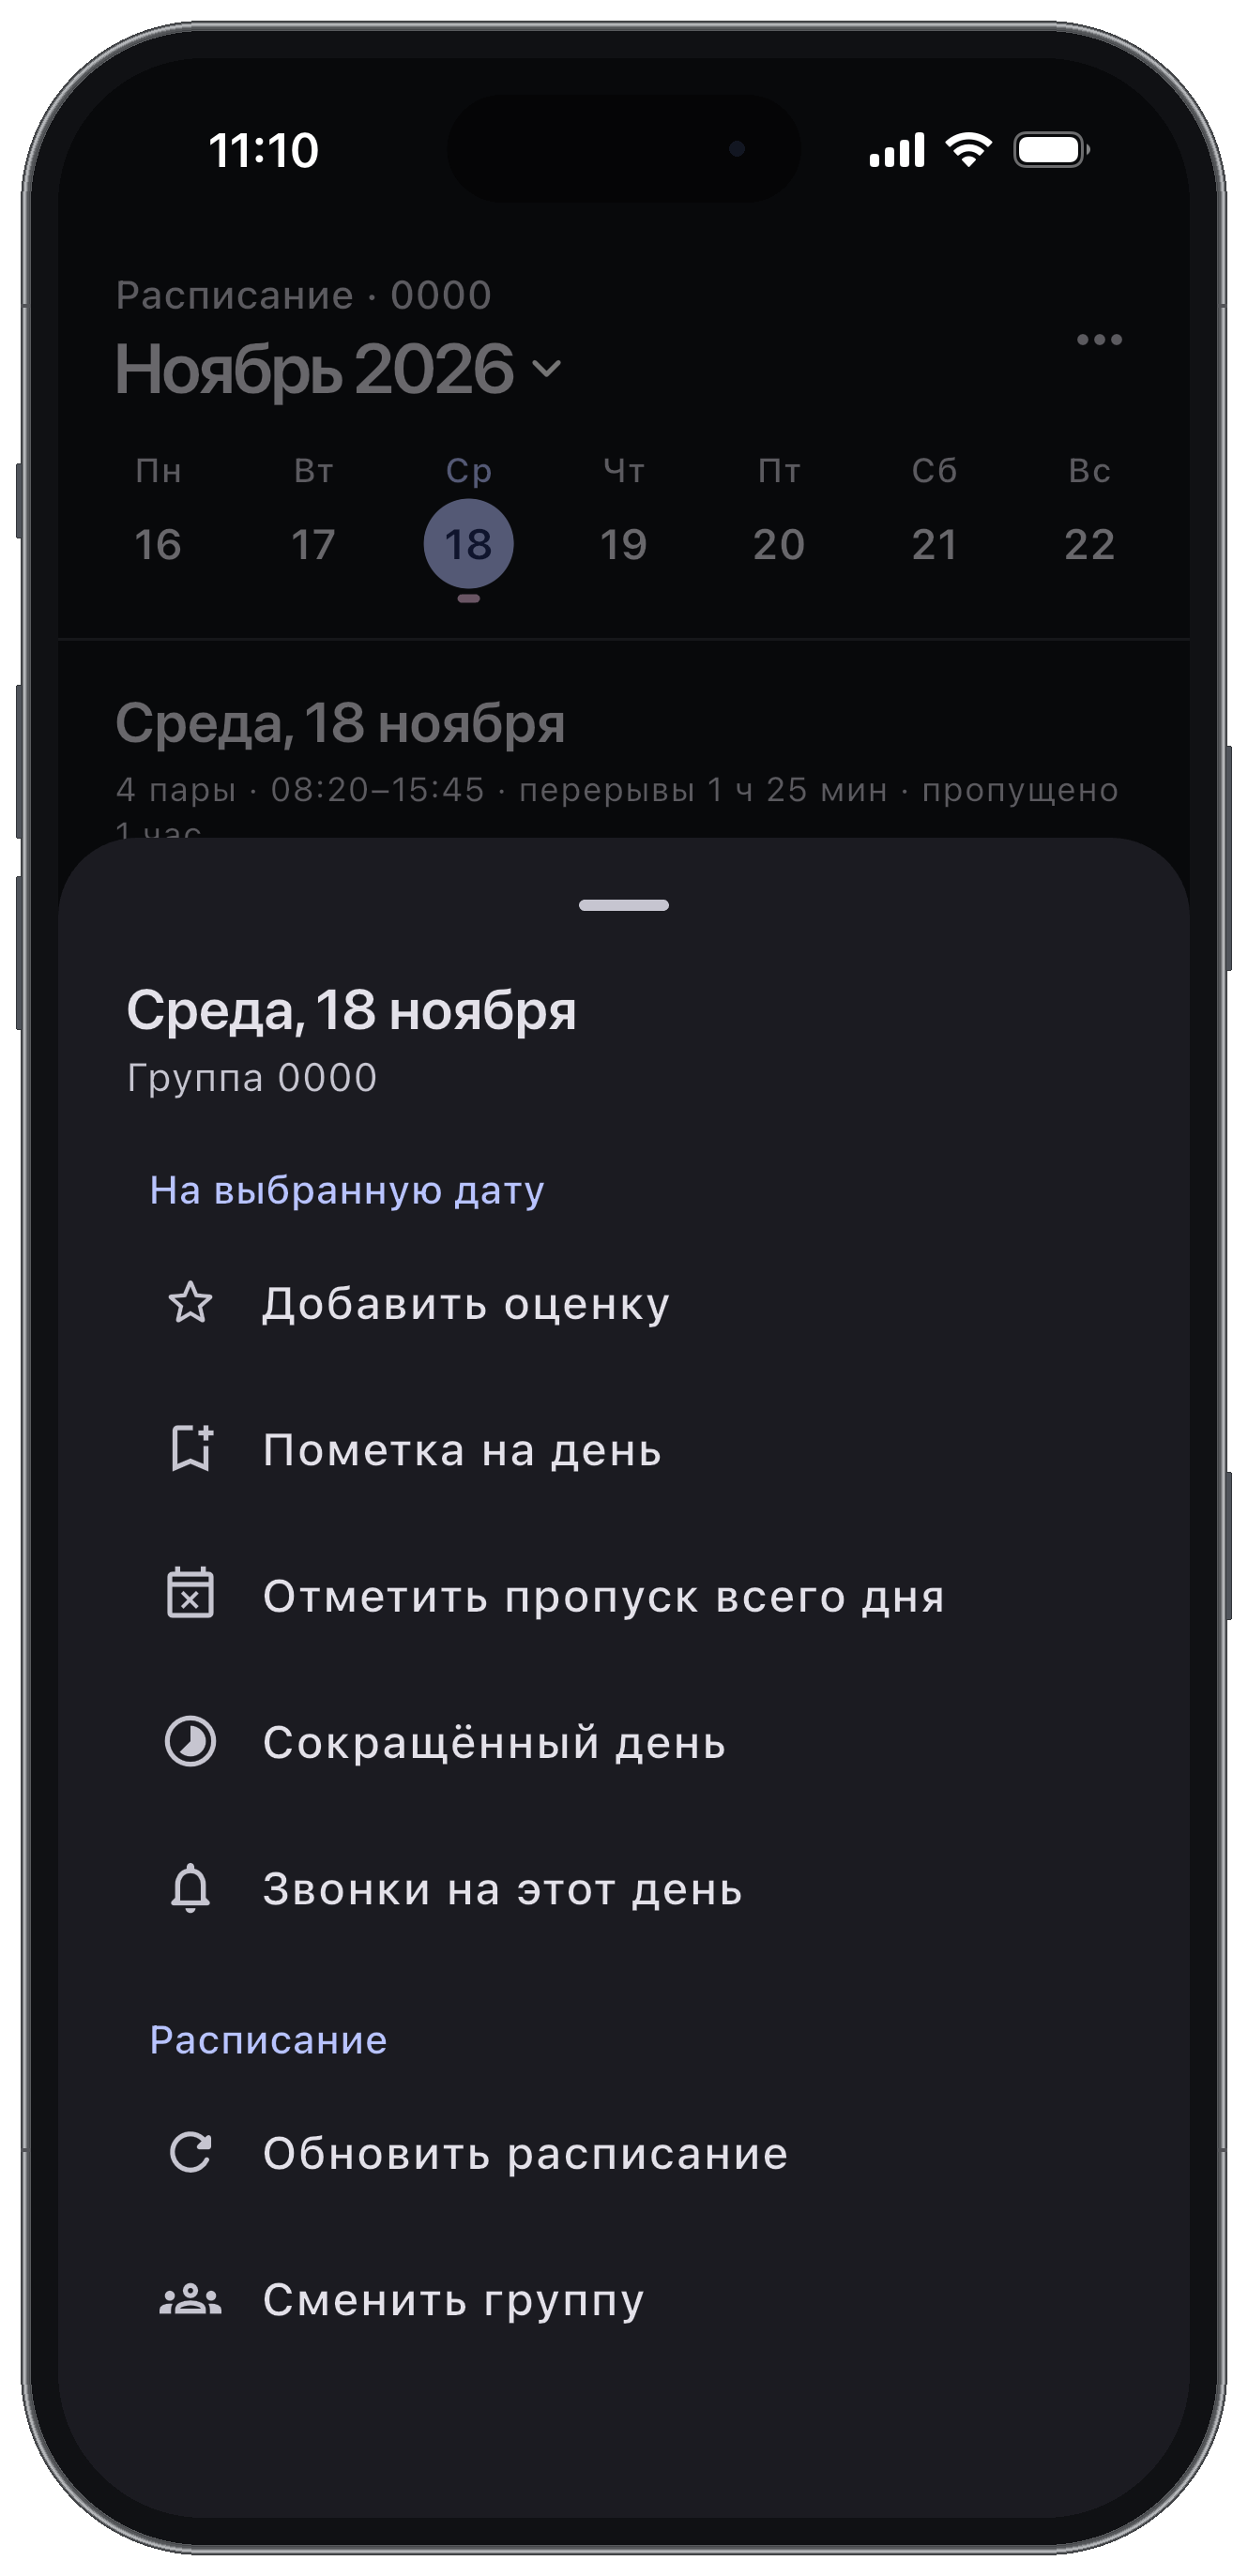 11:10
Расписание · 0000
Ноябрь 2026
Пн Вт Ср Чт Пт Сб Вс
16 17 18 19 20 21 22
Среда, 18 ноября
4 пары · 08:20–15:45 · перерывы 1 ч 25 мин · пропущено
1 час
Среда, 18 ноября
Группа 0000
На выбранную дату
Добавить оценку
Пометка на день
Отметить пропуск всего дня
Сокращённый день
Звонки на этот день
Расписание
Обновить расписание
Сменить группу